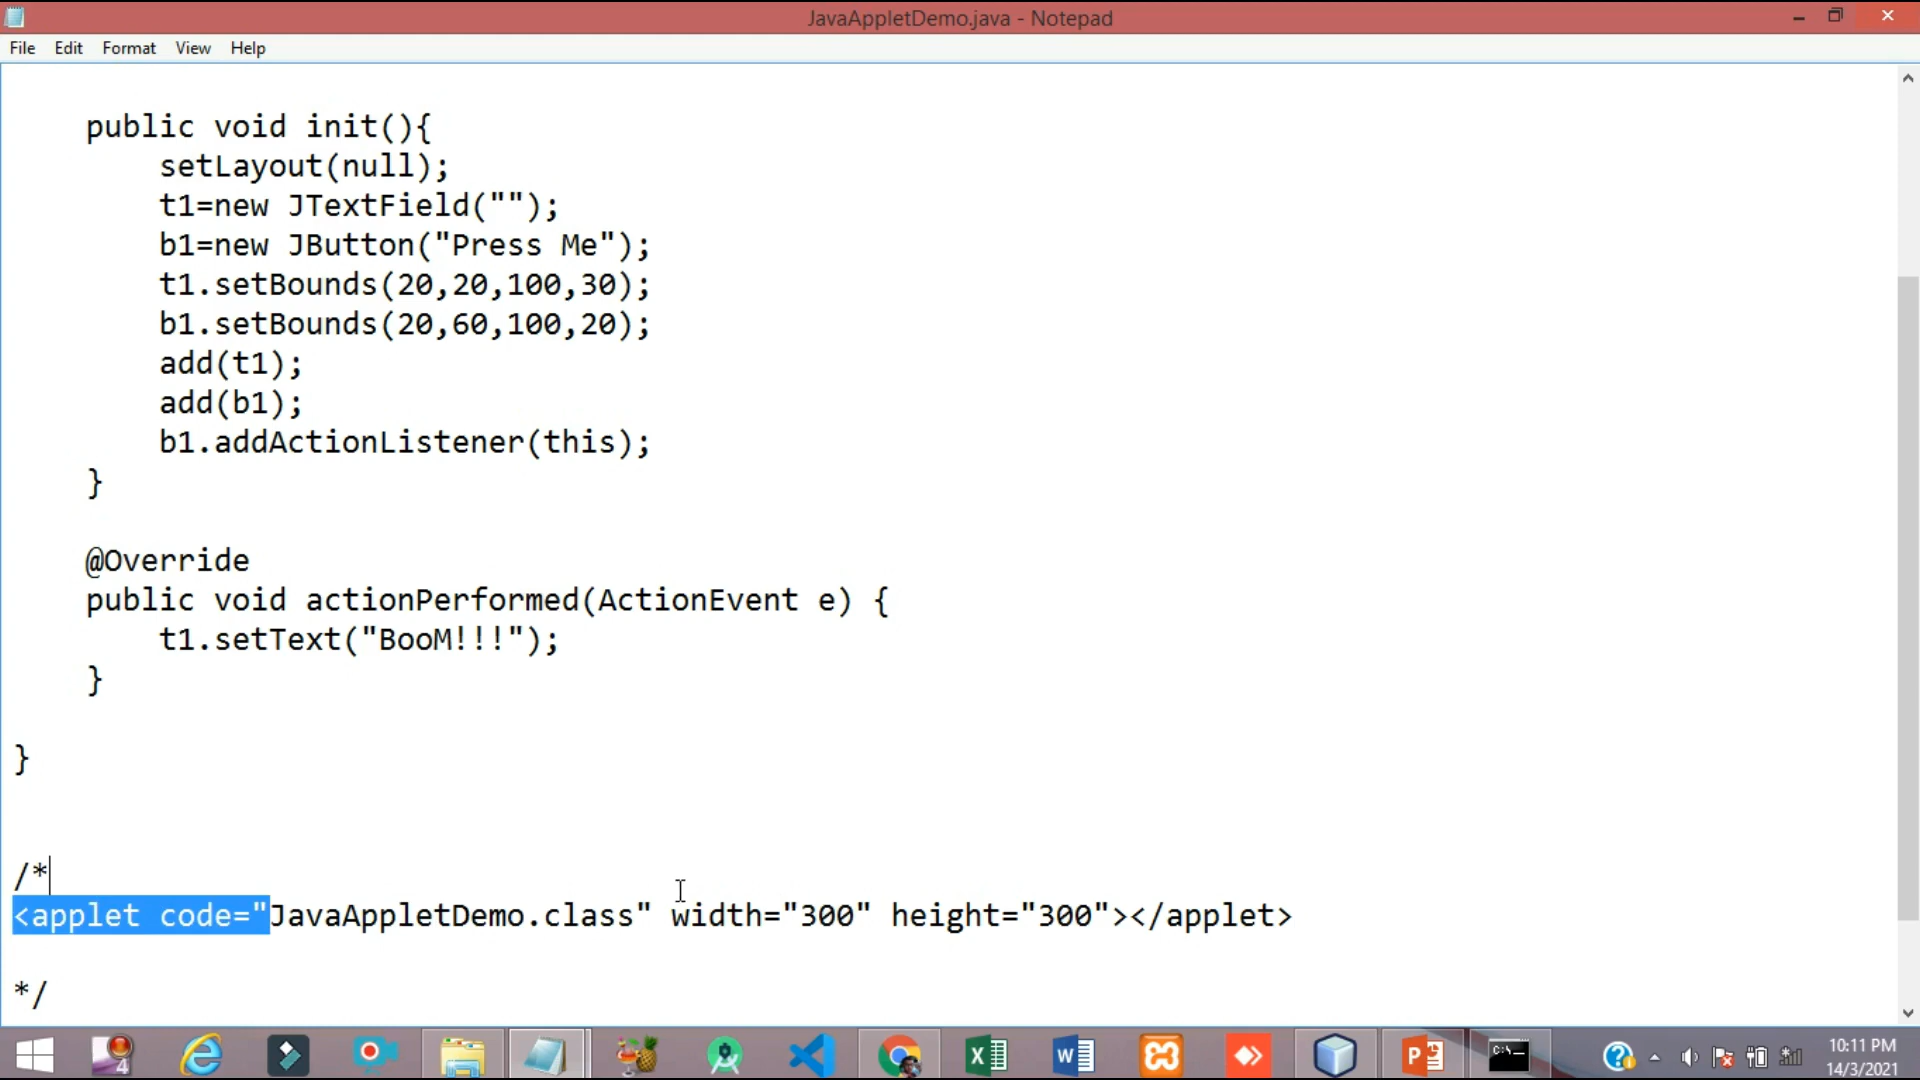 JavaAppletDemo.java - Notepad
File Edit Format View Help
public void init(){
setLayout(null);
t1=new JTextField("");
b1=new JButton("Press Me");
t1.setBounds(20,20,100,30);
b1.setBounds(20,60,100,20);
add(t1);
add(b1);
b1.addActionListener(this);
}
@Override
public void actionPerformed(ActionEvent e) {
t1.setText("BooM!!!");
}
}
/*
<applet code="JavaAppletDemo.class" width="300" height="300"></applet>
*/
10:11 PM
14/3/2021